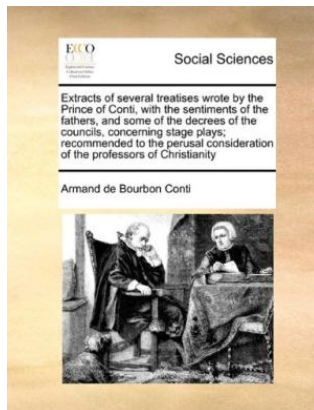 ECCO
Social Sciences
Extracts of several treatises wrote by the
Prince of Conti, with the sentiments of the
fathers, and some of the decrees of the
councils, concerning stage plays;
recommended to the perusal consideration
of the professors of Christianity
Armand de Bourbon Conti